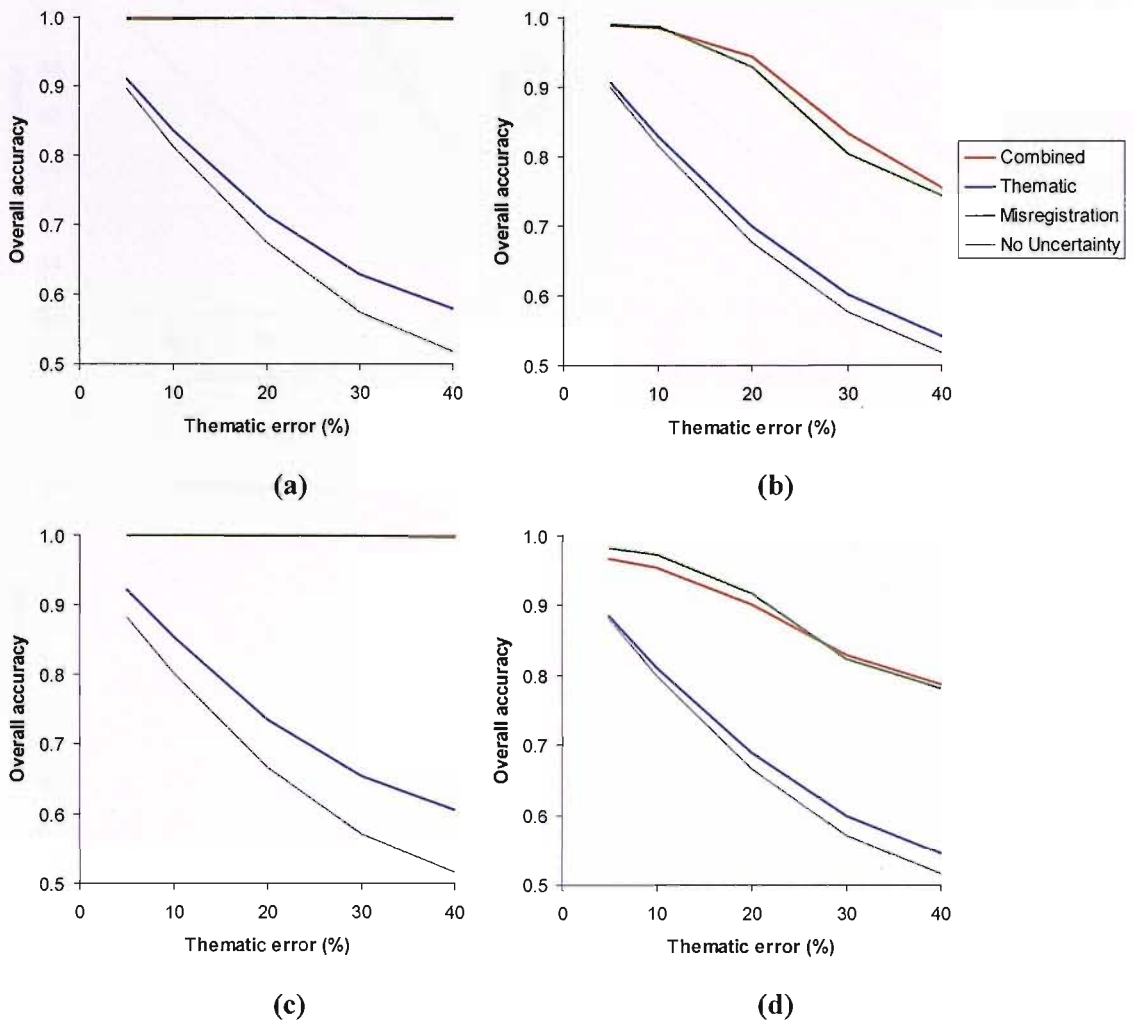 1.0
0.9
0.8
0.7
0.6
0.5
Overall accuracy
0 10 20 30 40
Thematic error (%)
(a)
1.0
0.9
0.8
0.7
0.6
0.5
Overall accuracy
0 10 20 30 40
Thematic error (%)
(b)
Combined
Thematic
Misregistration
No Uncertainty
1.0
0.9
0.8
0.7
0.6
0.5
Overall accuracy
0 10 20 30 40
Thematic error (%)
(c)
1.0
0.9
0.8
0.7
0.6
0.5
Overall accuracy
0 10 20 30 40
Thematic error (%)
(d)